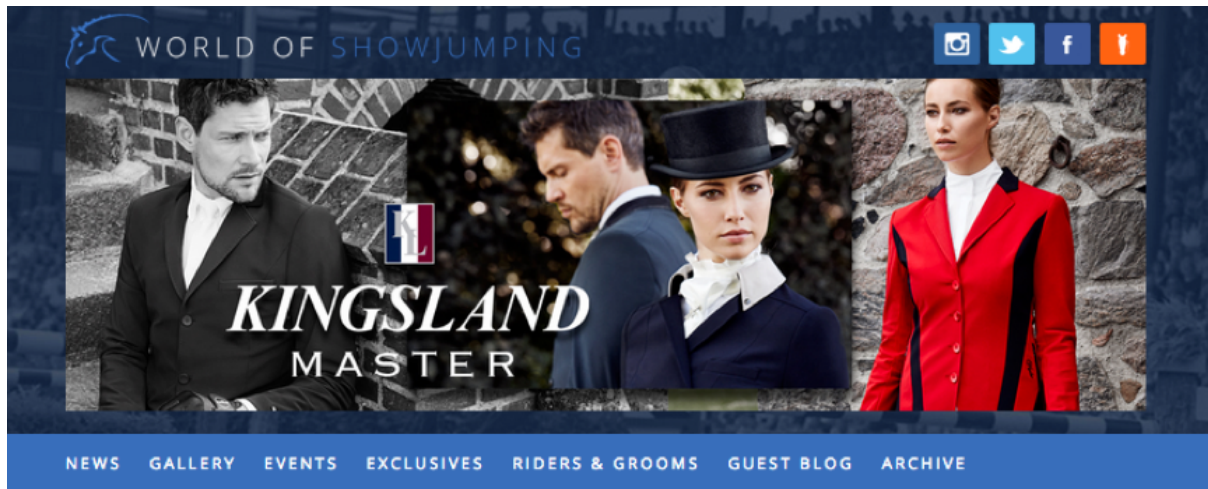 WORLD OF SHOWJUMPING
KL
KINGSLAND
MASTER
NEWS GALLERY EVENTS EXCLUSIVES RIDERS & GROOMS GUEST BLOG ARCHIVE